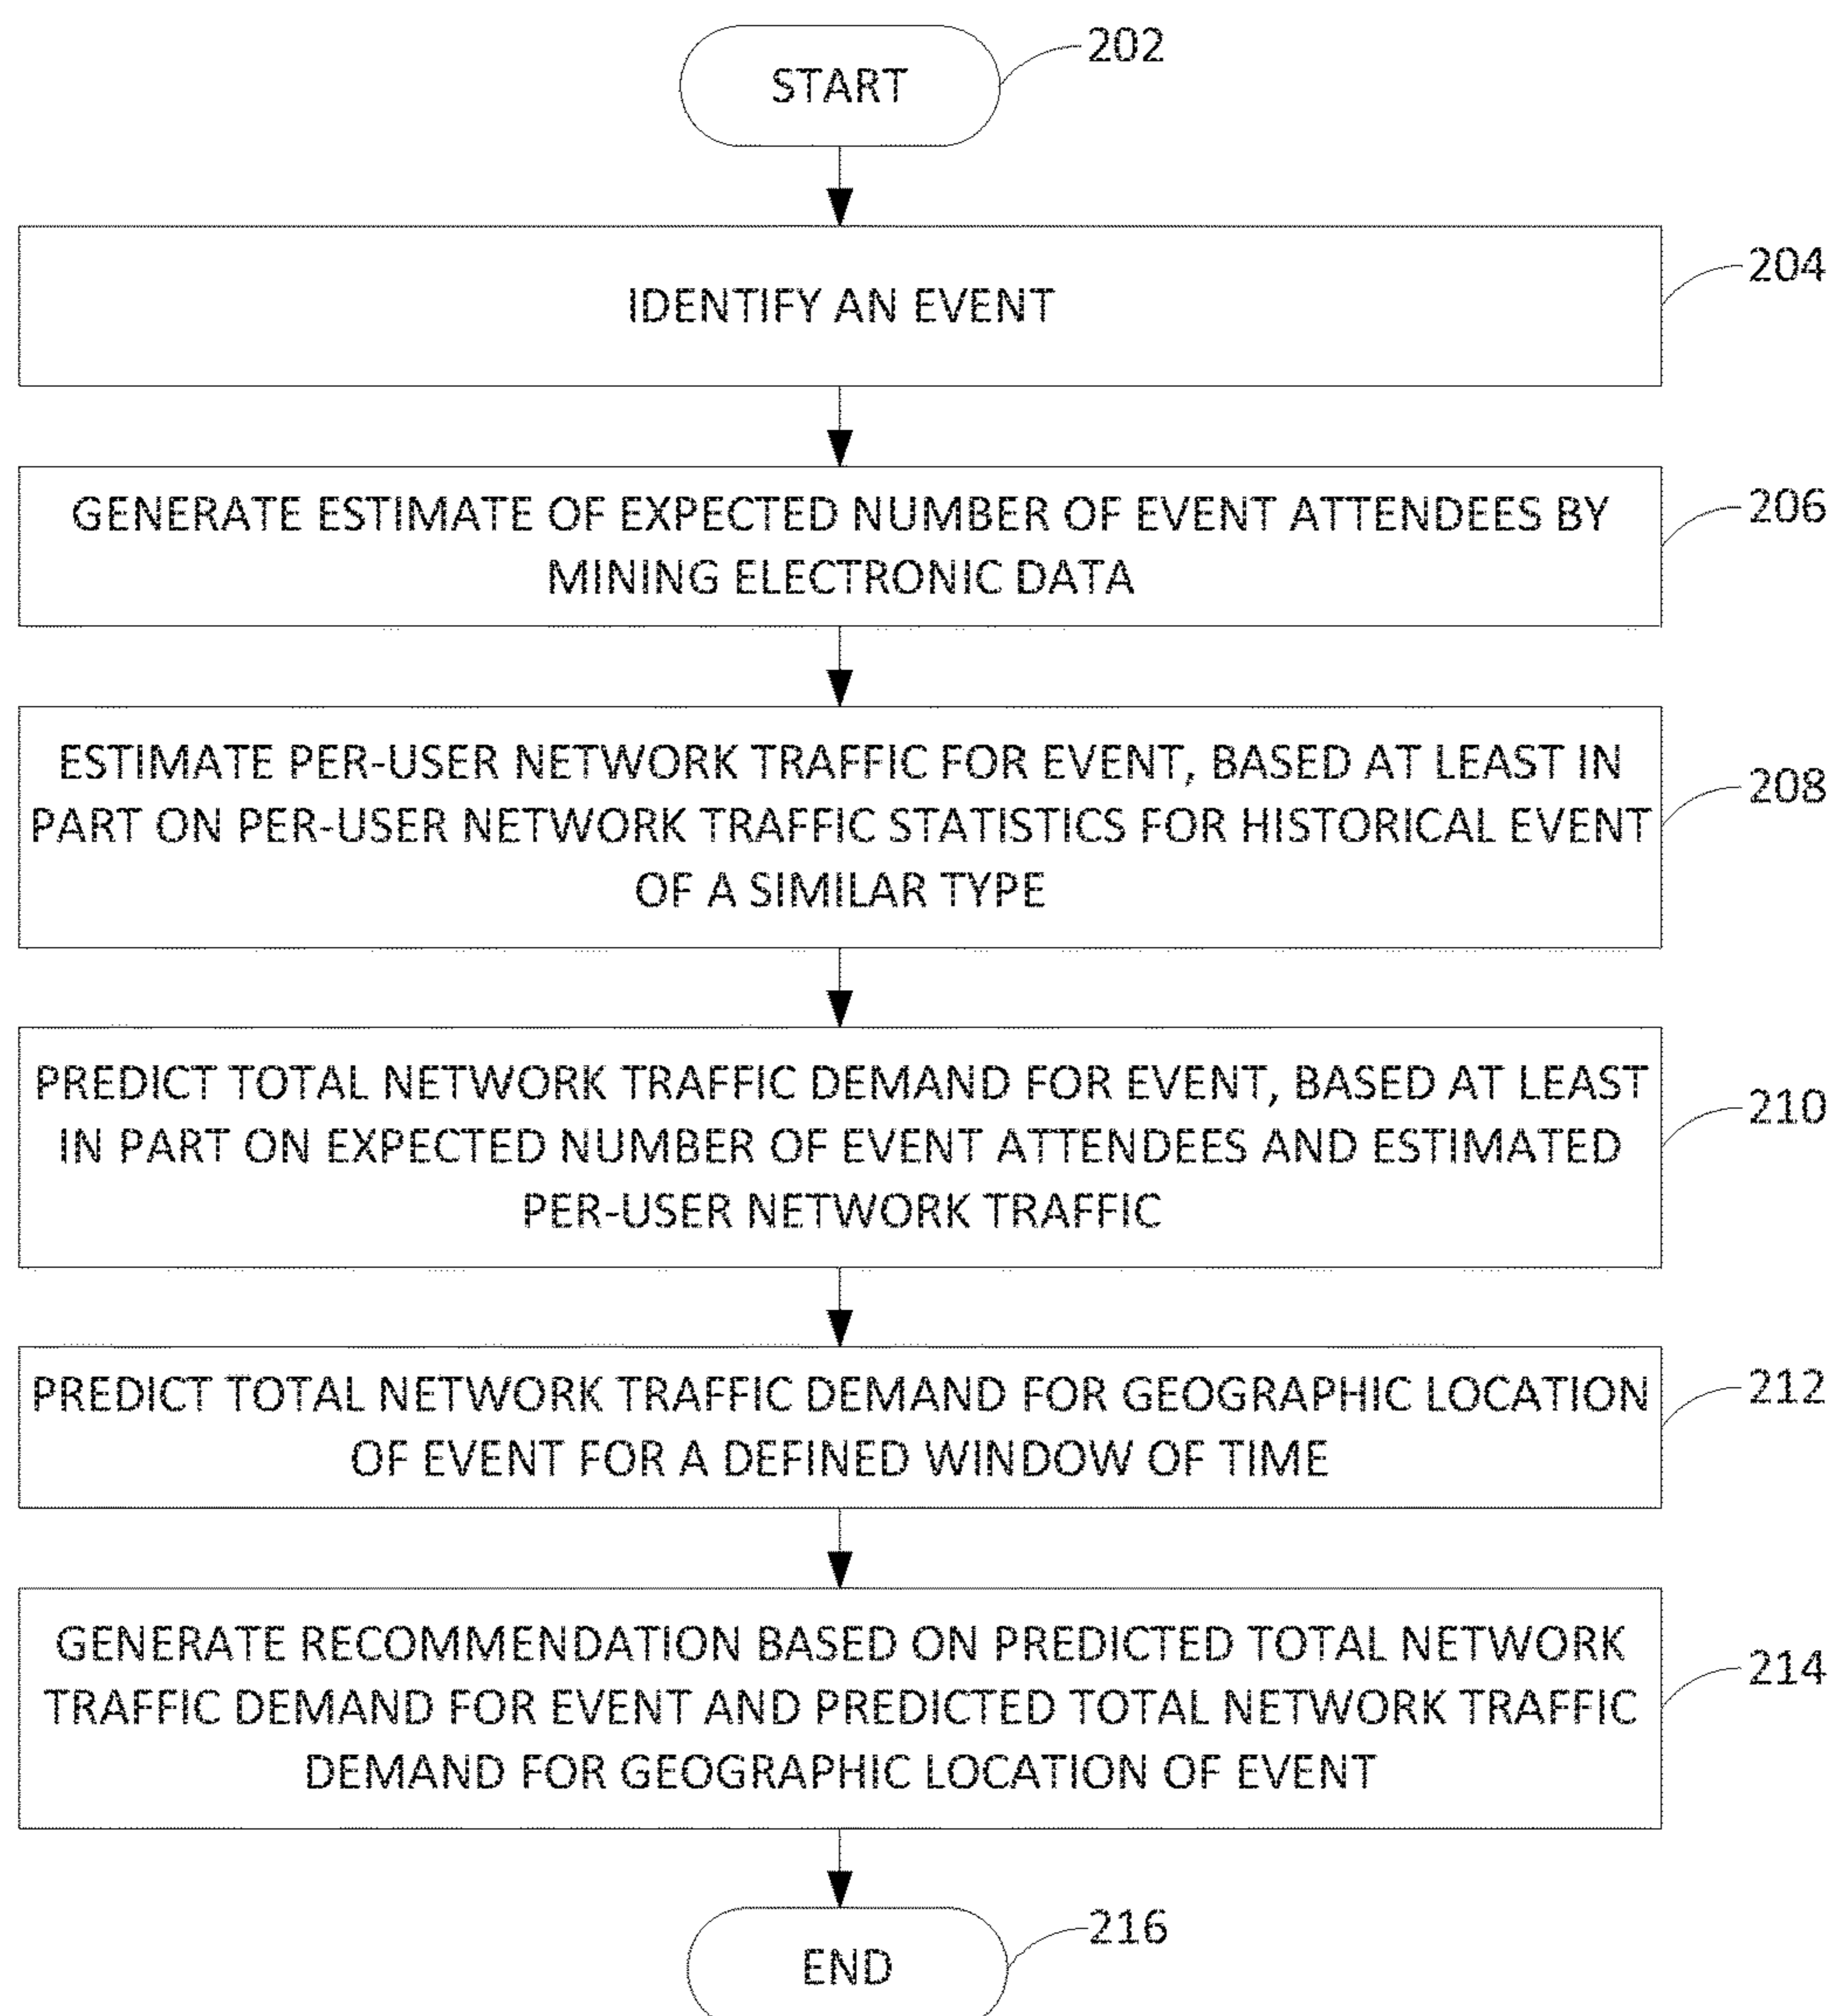 START
202
IDENTIFY AN EVENT
204
GENERATE ESTIMATE OF EXPECTED NUMBER OF EVENT ATTENDEES BY
MINING ELECTRONIC DATA
206
ESTIMATE PER-USER NETWORK TRAFFIC FOR EVENT, BASED AT LEAST IN
PART ON PER-USER NETWORK TRAFFIC STATISTICS FOR HISTORICAL EVENT
OF A SIMILAR TYPE
208
PREDICT TOTAL NETWORK TRAFFIC DEMAND FOR EVENT, BASED AT LEAST
IN PART ON EXPECTED NUMBER OF EVENT ATTENDEES AND ESTIMATED
PER-USER NETWORK TRAFFIC
210
PREDICT TOTAL NETWORK TRAFFIC DEMAND FOR GEOGRAPHIC LOCATION
OF EVENT FOR A DEFINED WINDOW OF TIME
212
GENERATE RECOMMENDATION BASED ON PREDICTED TOTAL NETWORK
TRAFFIC DEMAND FOR EVENT AND PREDICTED TOTAL NETWORK TRAFFIC
DEMAND FOR GEOGRAPHIC LOCATION OF EVENT
214
END
216